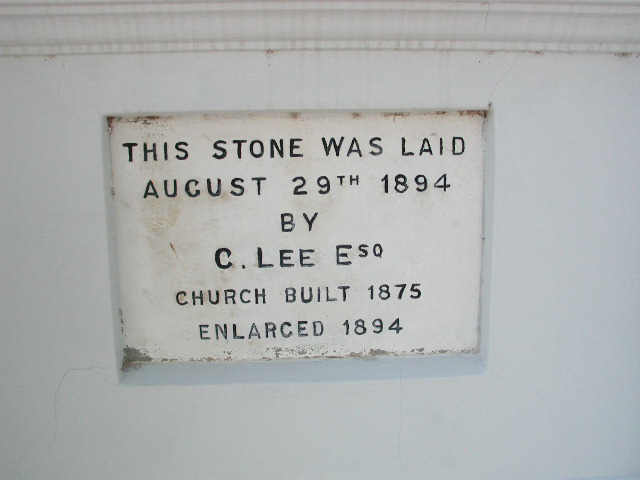 THIS STONE WAS LAID
AUGUST 29TH 1894
BY
C. LEE ESQ
CHURCH BUILT 1875
ENLARGED 1894